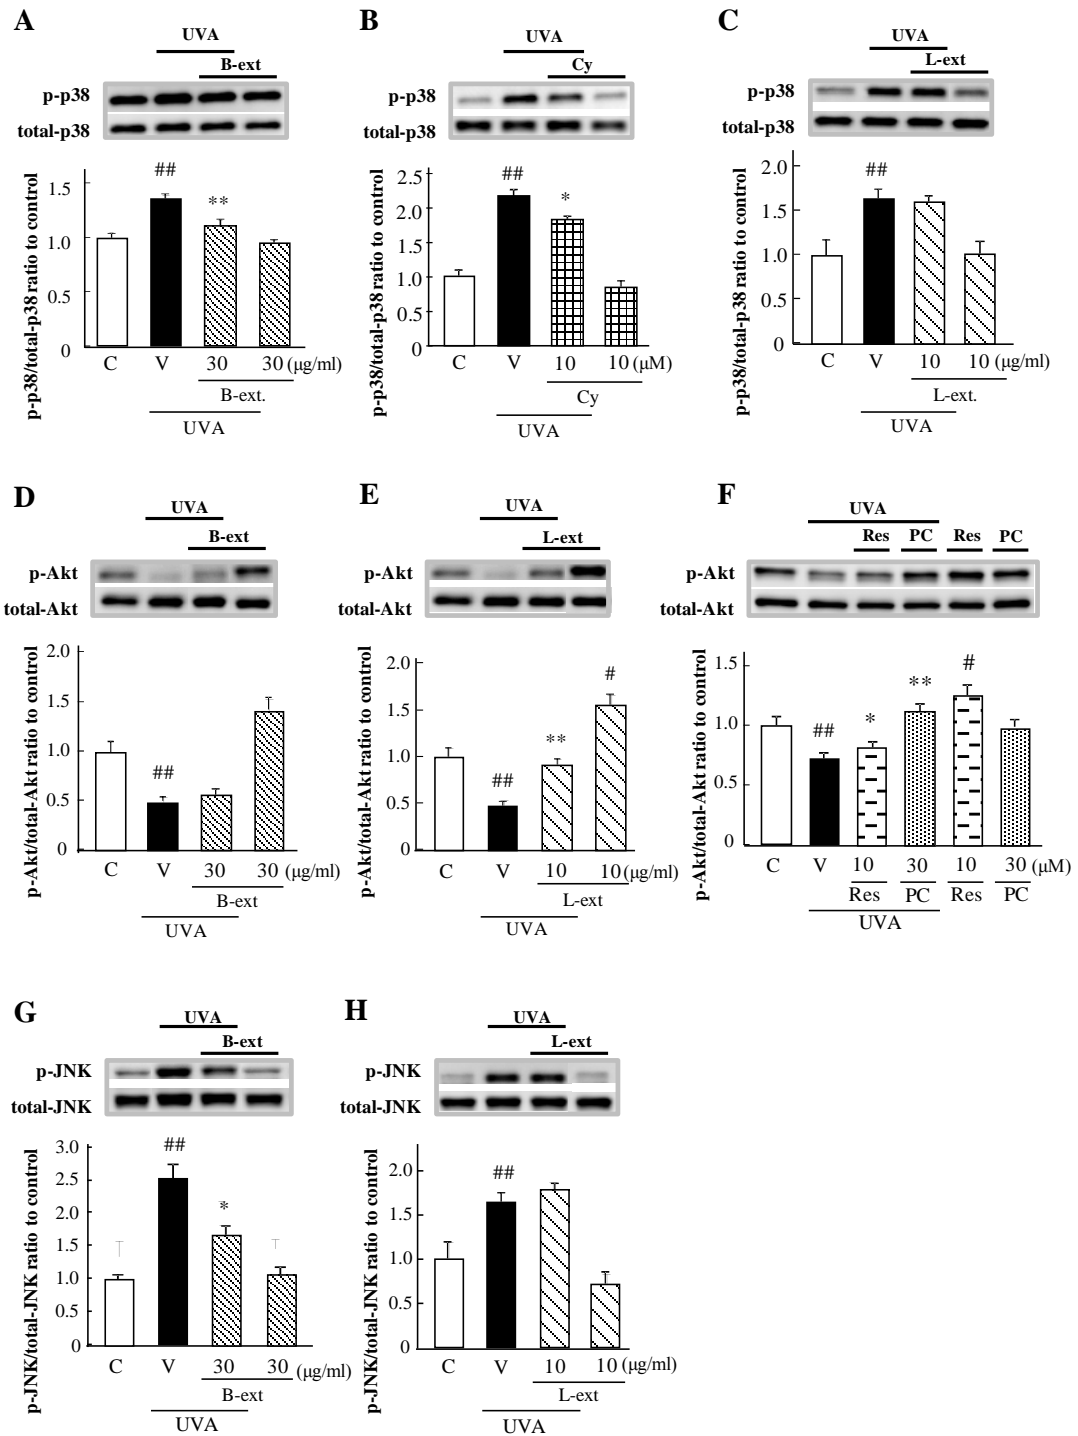 A
UVA
B-ext
p-p38
total-p38
p-p38/total-p38 ratio to control
1.5
1.0
0.5
0
##
**
C V 30 30 (µg/ml)
B-ext.
UVA
B
UVA
Cy
p-p38
total-p38
p-p38/total-p38 ratio to control
2.5
2.0
1.5
1.0
0.5
0
##
*
C V 10 10 (µM)
Cy
UVA
C
UVA
L-ext
p-p38
total-p38
p-p38/total-p38 ratio to control
2.0
1.5
1.0
0.5
0
##
C V 10 10 (µg/ml)
L-ext.
UVA
D
UVA
B-ext
p-Akt
total-Akt
p-Akt/total-Akt ratio to control
2.0
1.0
0.5
0
##
C V 30 30 (µg/ml)
B-ext
UVA
E
UVA
L-ext
p-Akt
total-Akt
p-Akt/total-Akt ratio to control
2.0
1.5
1.0
0.5
0
##
**
#
C V 10 10 (µg/ml)
L-ext
UVA
F
UVA
Res PC Res PC
p-Akt
total-Akt
p-Akt/total-Akt ratio to control
1.5
1.0
0.5
0
##
*
**
#
C V 10 30 10 30 (µM)
Res PC Res PC
UVA
G
UVA
B-ext
p-JNK
total-JNK
p-JNK/total-JNK ratio to control
3.0
2.5
2.0
1.5
1.0
0.5
0
##
*
C V 30 30 (µg/ml)
B-ext
UVA
H
UVA
L-ext
p-JNK
total-JNK
p-JNK/total-JNK ratio to control
2.0
1.5
1.0
0.5
0
##
C V 10 10 (µg/ml)
L-ext
UVA